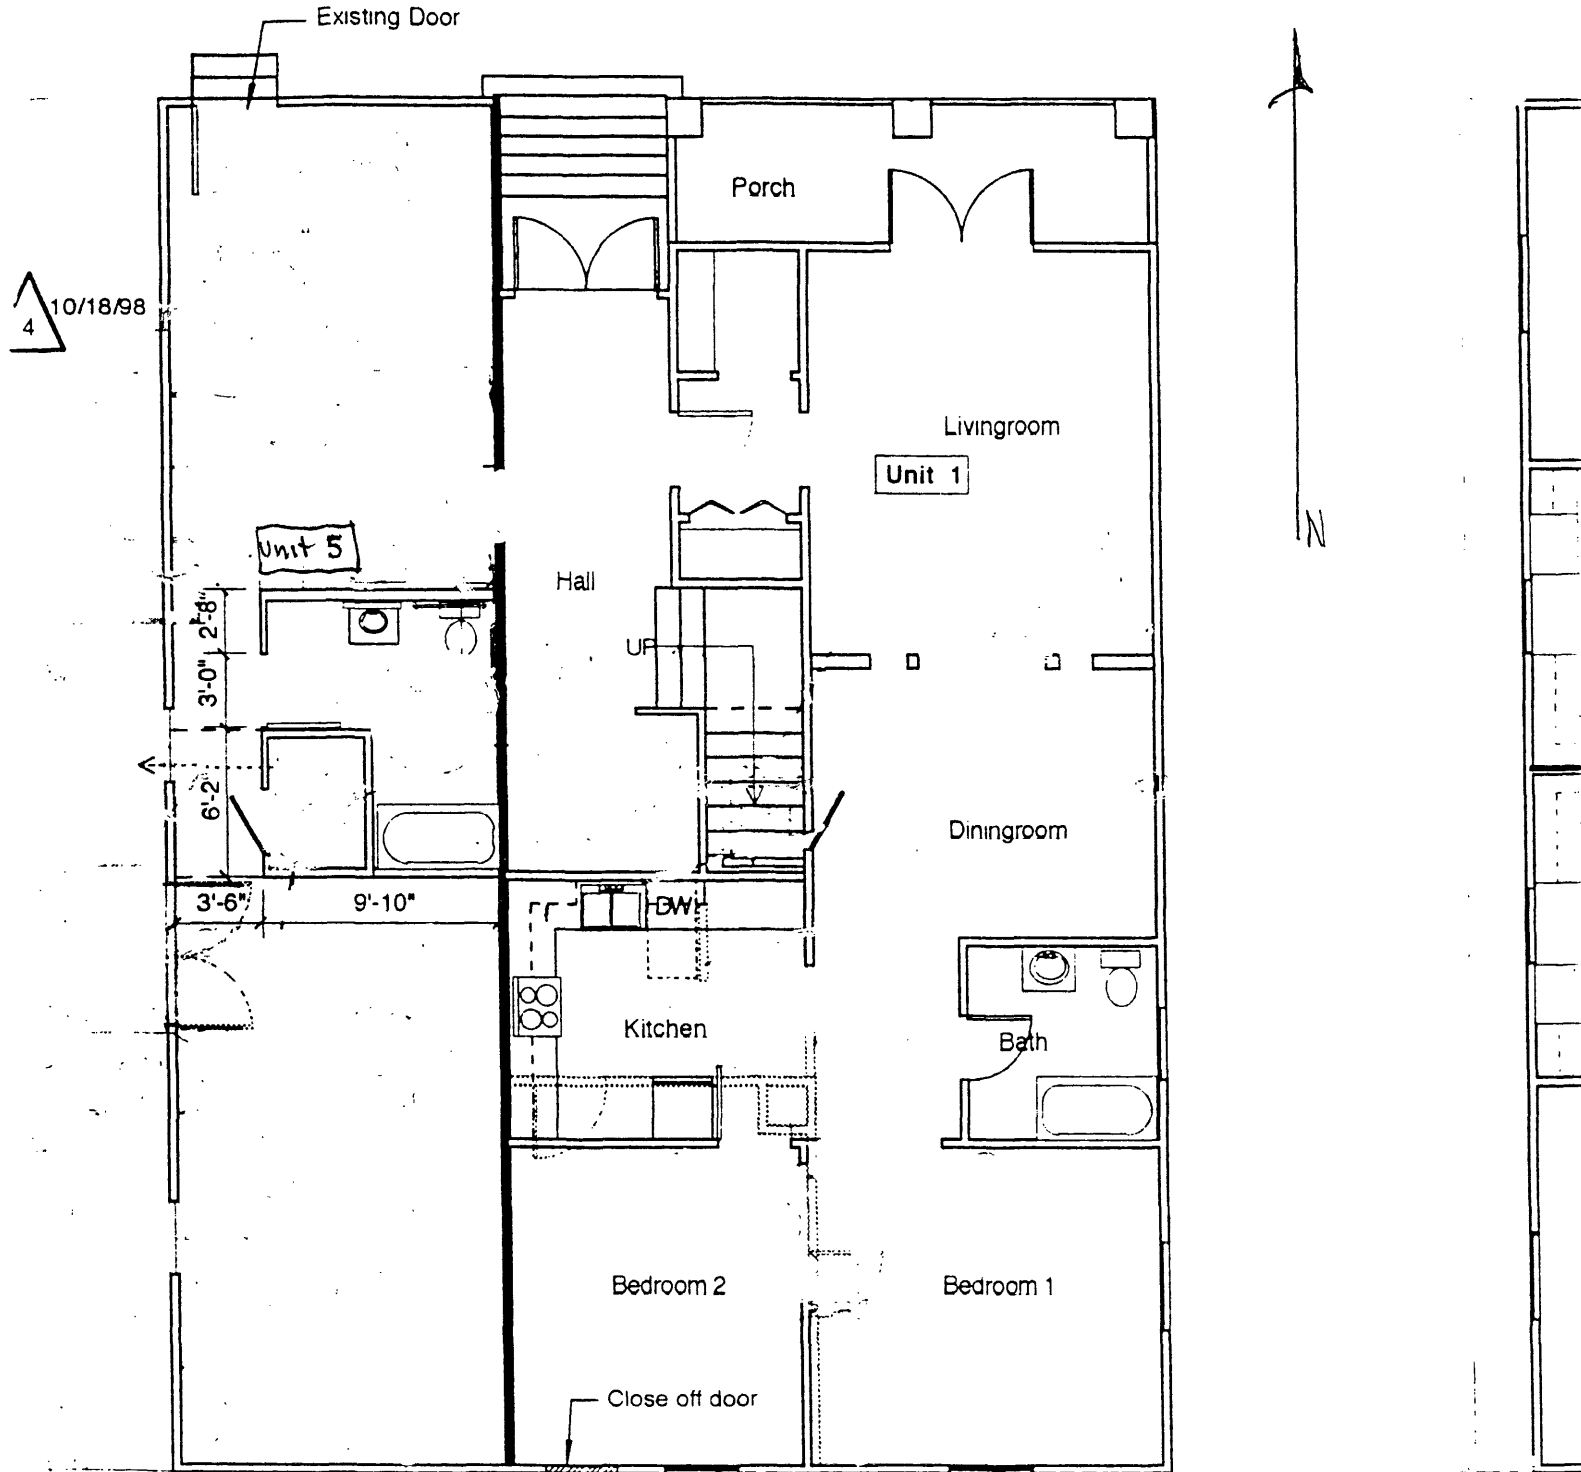 Existing Door
Porch
10/18/98
4
Livingroom
Unit 1
N
Unit 5
Hall
2'-8"
UP
3'-0"
6'-2"
Diningroom
3'-6"
9'-10"
DW
Kitchen
Bath
Bedroom 2
Bedroom 1
Close off door